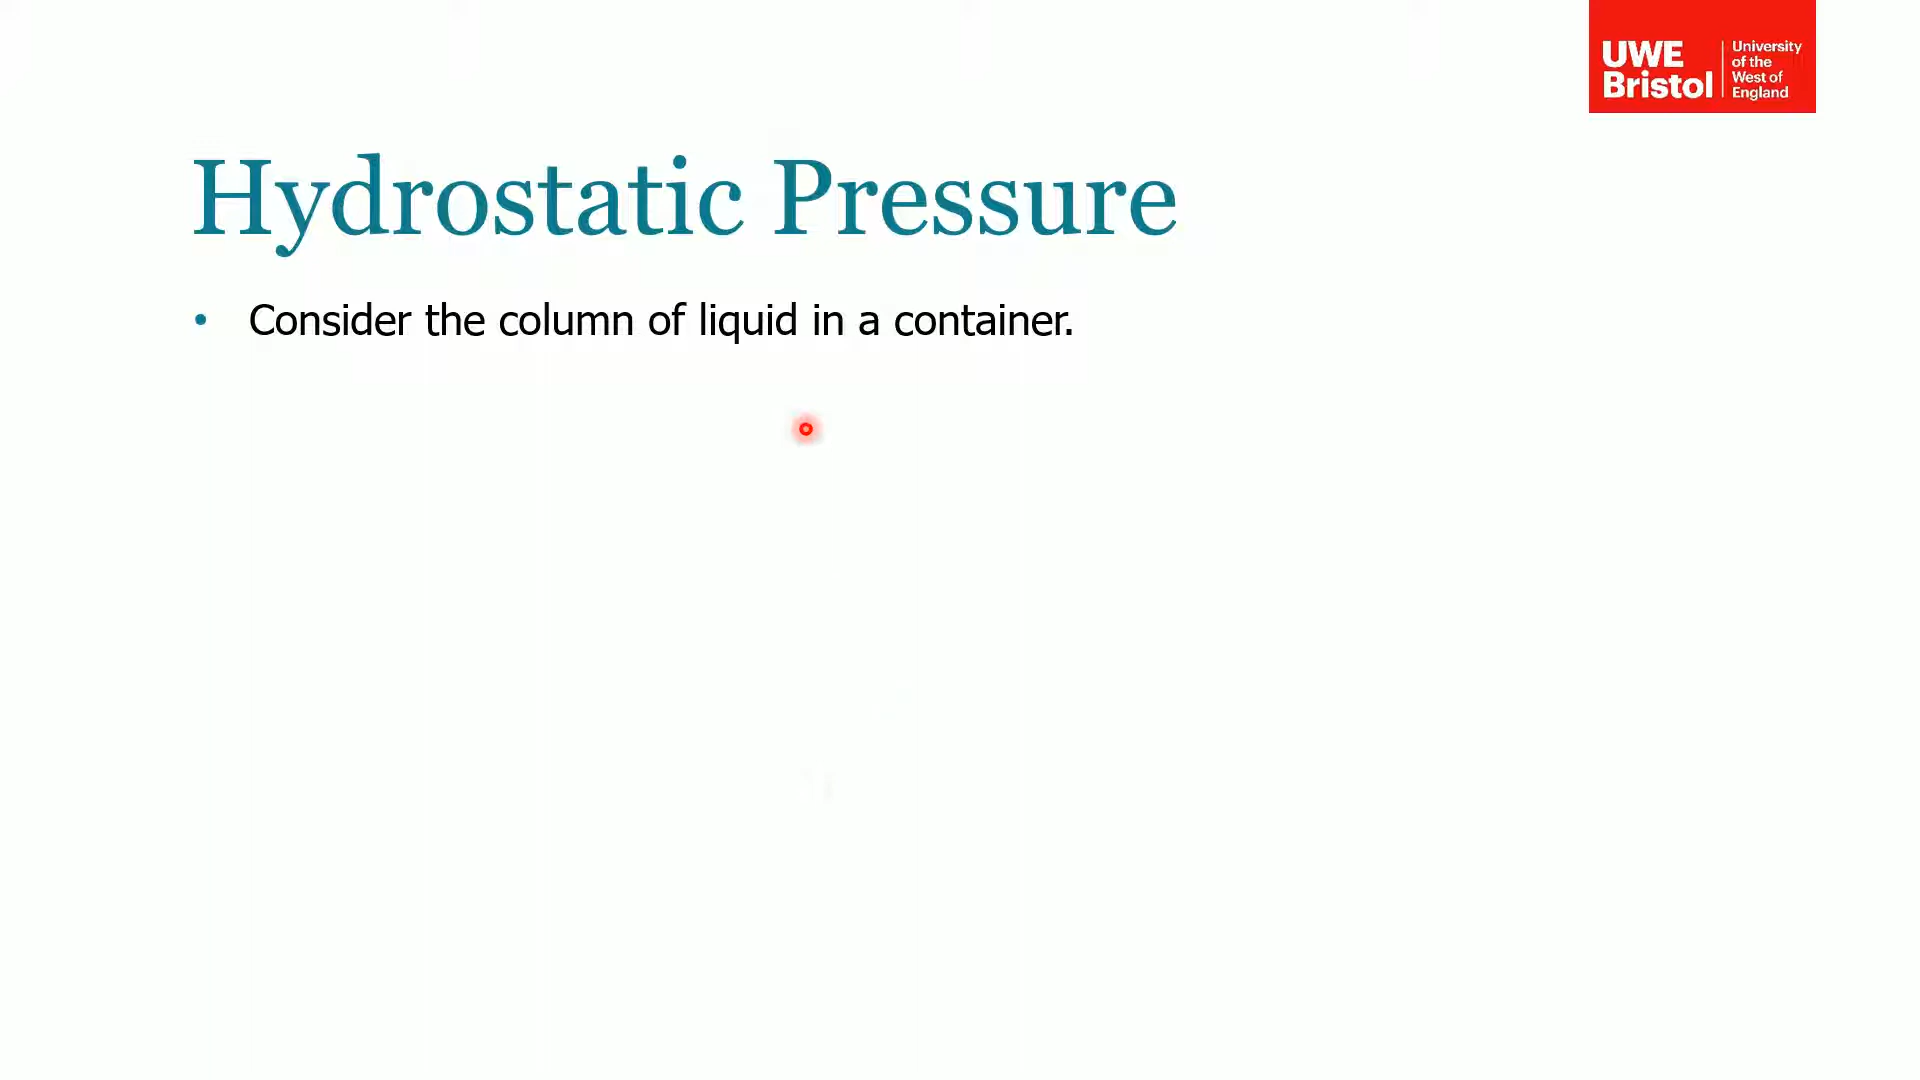 UWE
Bristol
University
of the
West of
England
Hydrostatic Pressure
• Consider the column of liquid in a container.